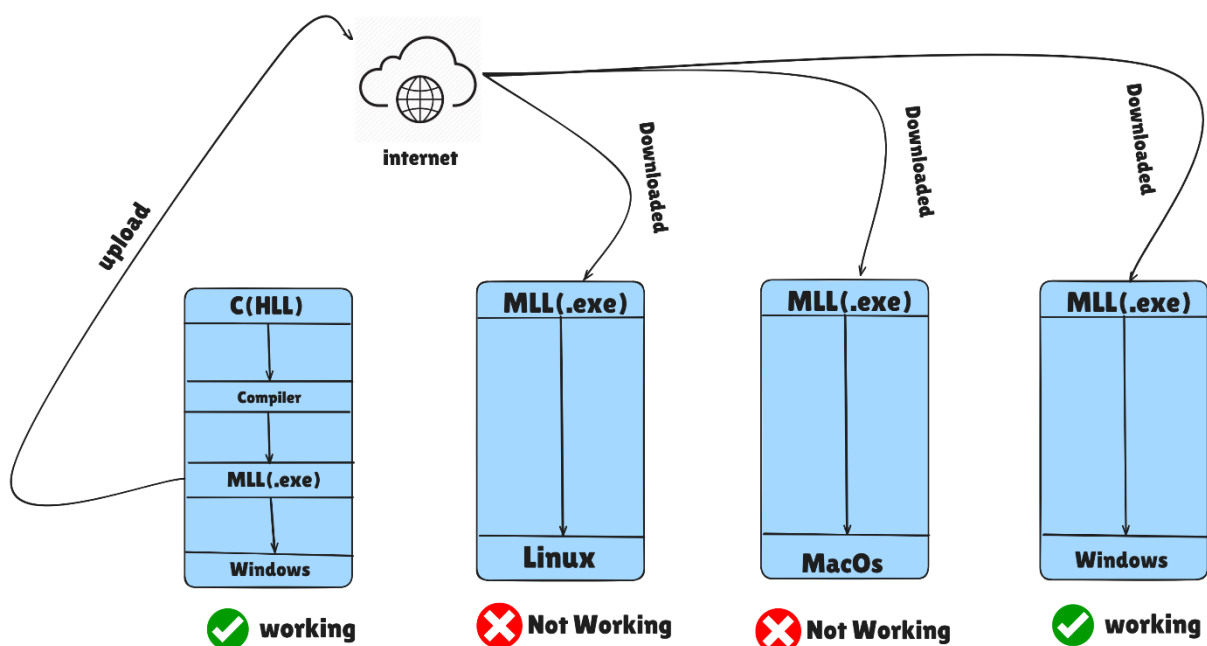 internet
upload
Downloaded
Downloaded
Downloaded
C(HLL)
Compiler
MLL(.exe)
Windows
working
MLL(.exe)
Linux
Not Working
MLL(.exe)
MacOs
Not Working
MLL(.exe)
Windows
working